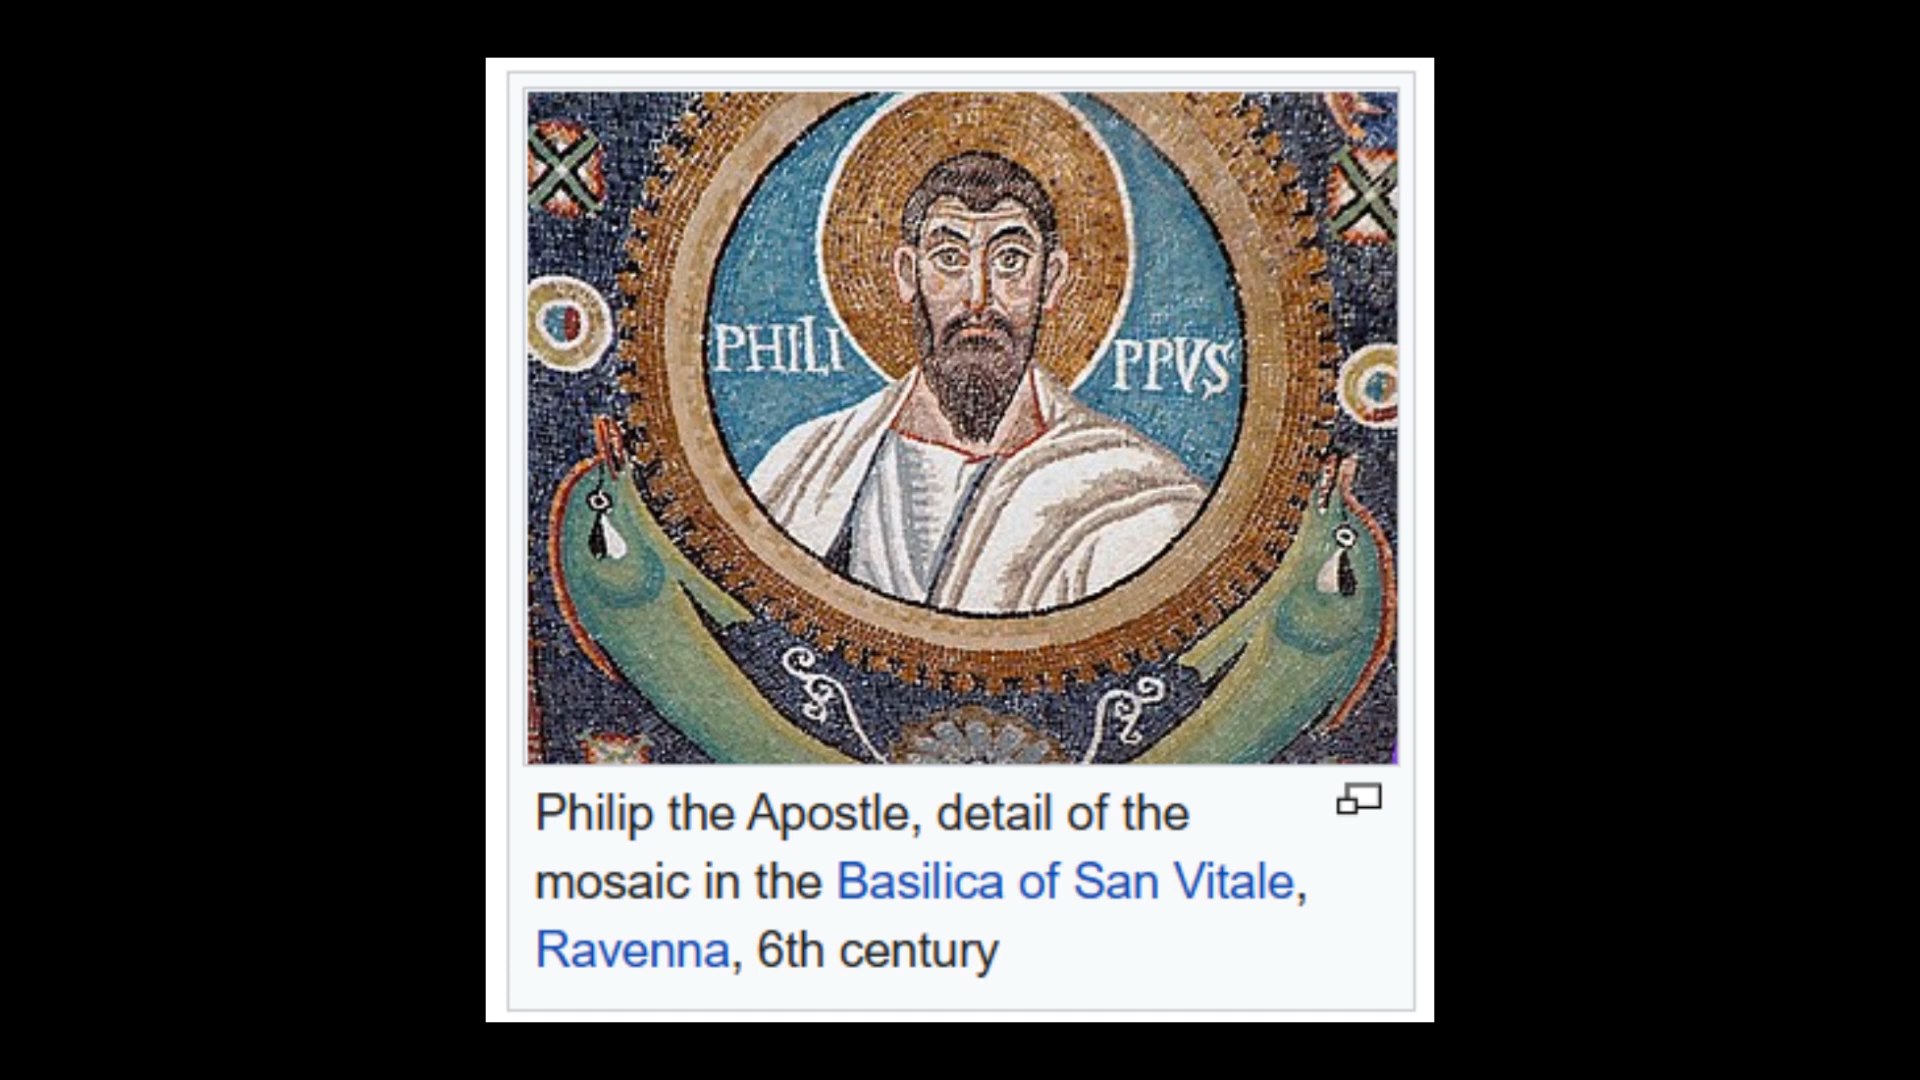 PHILI PPVS
Philip the Apostle, detail of the
mosaic in the Basilica of San Vitale,
Ravenna, 6th century